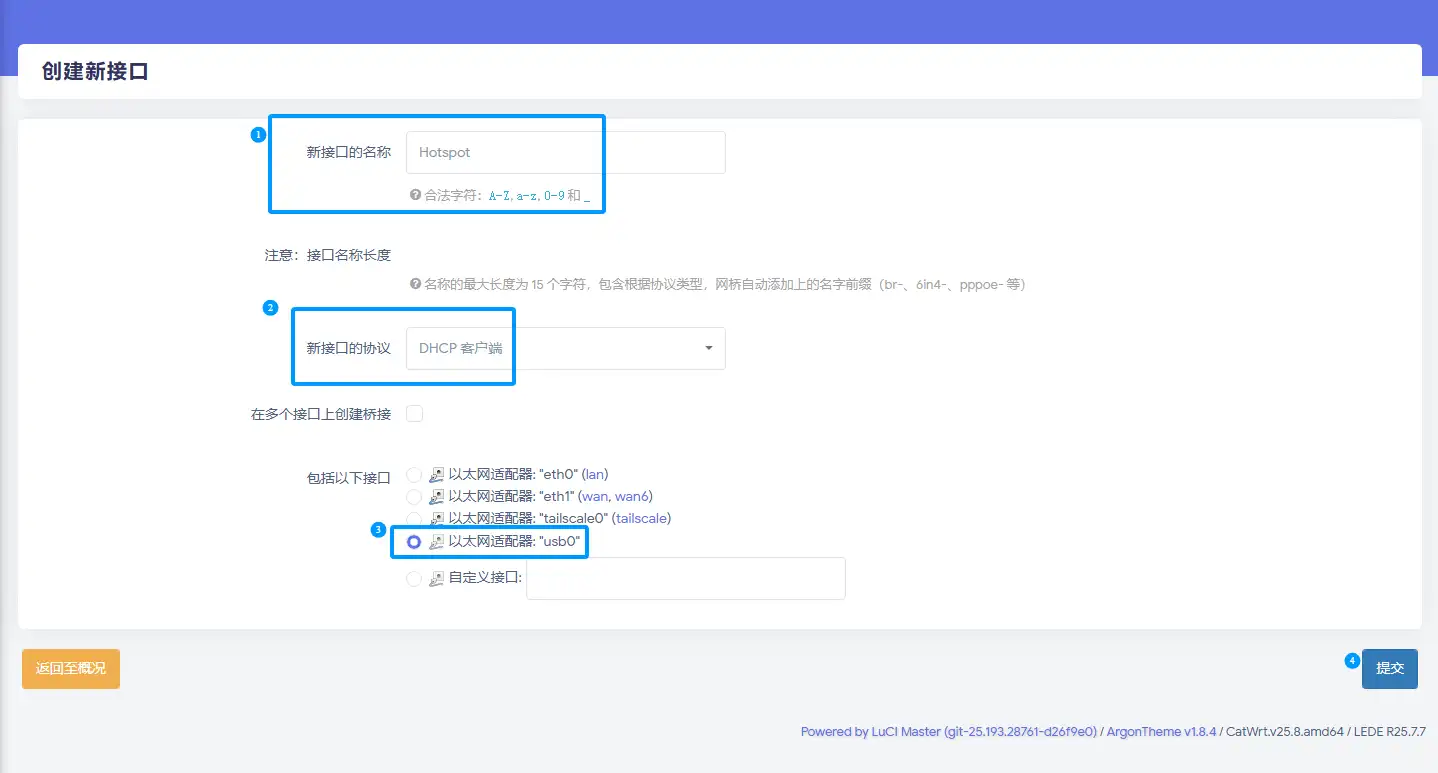 创建新接口
1
新接口的名称 Hotspot
合法字符: A-Z, a-z, 0-9 和 _
注意：接口名称长度
名称的最大长度为 15 个字符，包含根据协议类型，网桥自动添加上的名字前缀（br-、6in4-、pppoe- 等）
2
新接口的协议 DHCP 客户端
在多个接口上创建桥接
包括以下接口 以太网适配器: "eth0" (lan)
以太网适配器: "eth1" (wan, wan6)
以太网适配器: "tailscale0" (tailscale)
3
以太网适配器: "usb0"
自定义接口:
返回至概况 4 提交
Powered by LuCI Master (git-25.193.28761-d26f9e0) / ArgonTheme v1.8.4 / CatWrt.v25.8.amd64 / LEDE R25.7.7